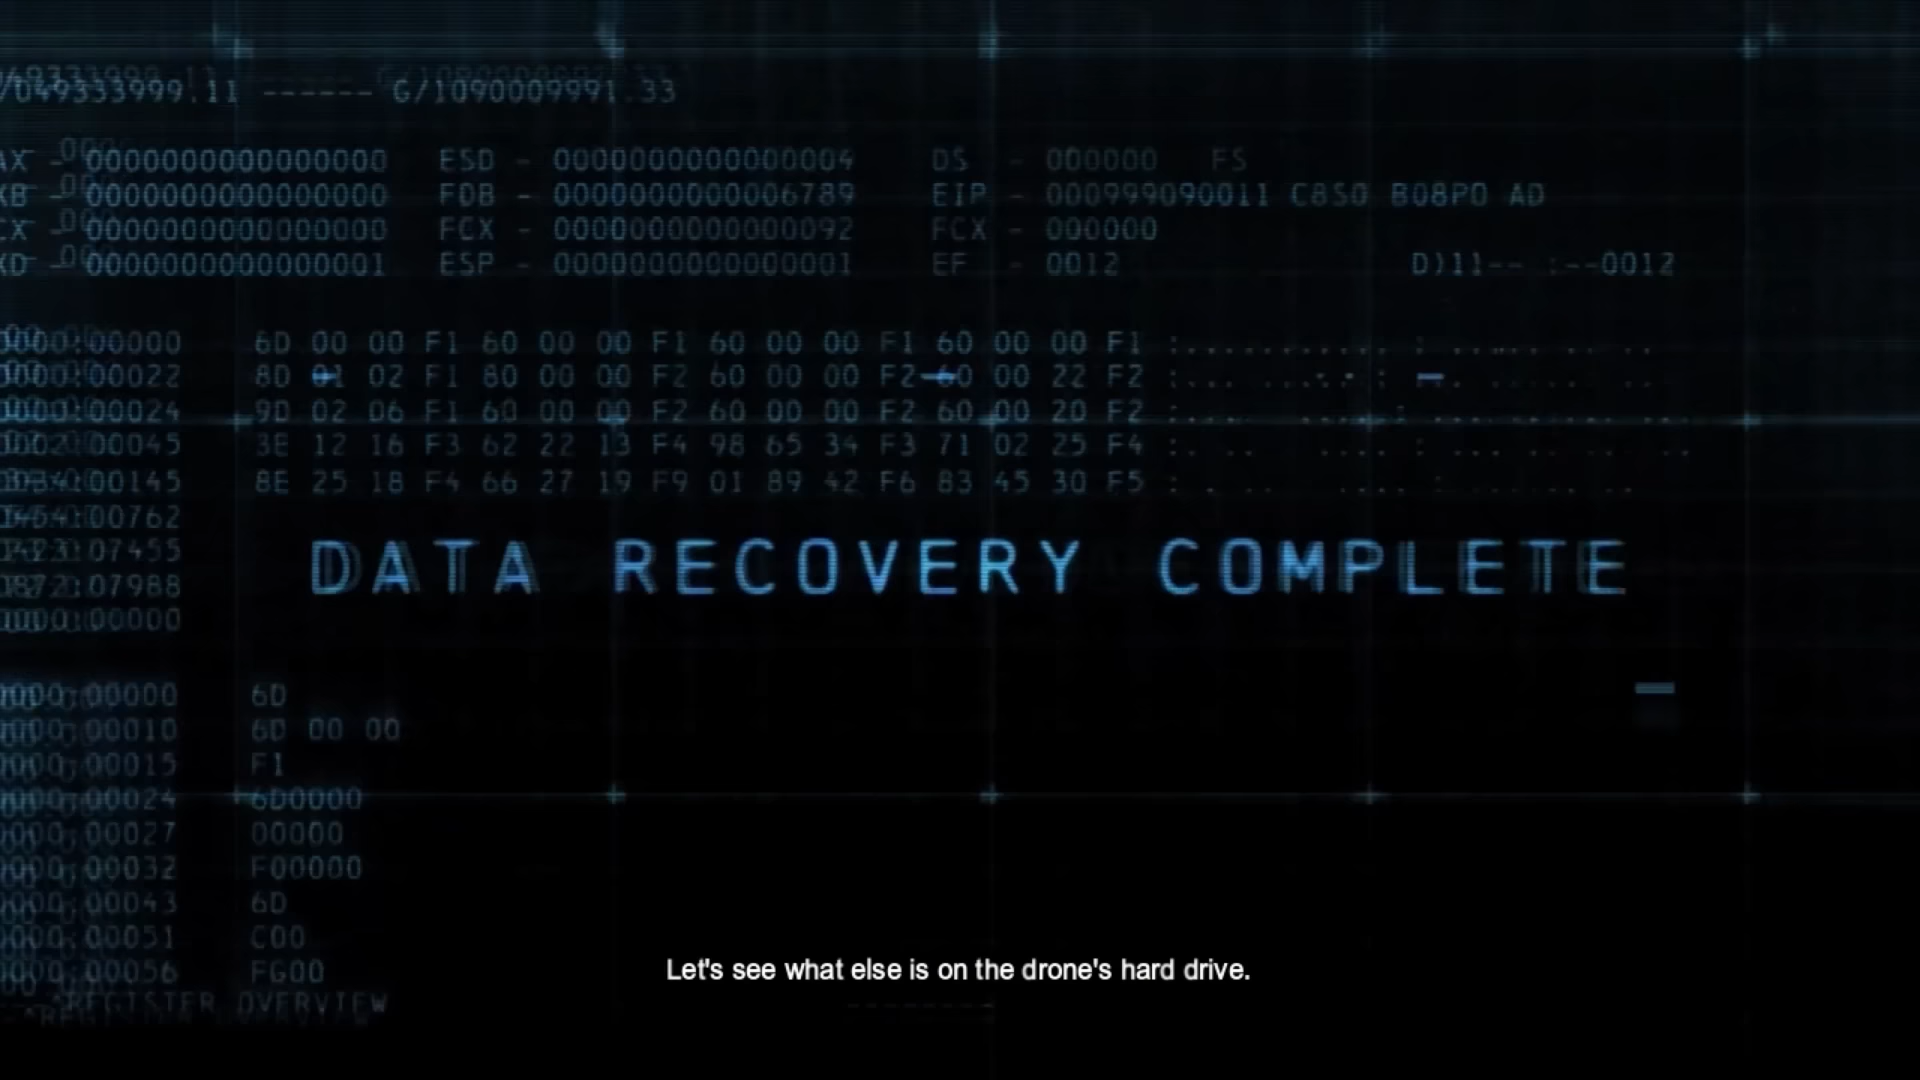 /049333999.11 ------ G/1090009991.33
AX - 0000000000000000 ESD - 0000000000000004 DS - 000000 FS
XB - 0000000000000000 FDB - 0000000000006789 EIP - 000999090011 C8S0 B08P0 AD
CX - 0000000000000000 FCX - 0000000000000092 FCX - 000000
XD - 0000000000000001 ESP - 0000000000000001 EF - 0012 D)11-- :--0012
:00000 6D 00 00 F1 60 00 00 F1 60 00 00 F1 60 00 00 F1
:00022 8D 01 02 F1 80 00 00 F2 60 00 00 F2 60 00 22 F2
:00024 9D 02 06 F1 60 00 00 F2 60 00 00 F2 60 00 20 F2
:00045 3E 12 16 F3 62 22 13 F4 98 65 34 F3 71 02 25 F4
:00145 8E 25 18 F4 66 27 19 F9 01 89 42 F6 83 45 30 F5
:00762
:07455
:07988
:00000
DATA RECOVERY COMPLETE
:00000 6D
:00010 6D 00 00
:00015 F1
:00024 6D0000
:00027 00000
:00032 F00000
:00043 6D
:00051 C00
:00056 FG00
^REGISTER OVERVIEW
Let's see what else is on the drone's hard drive.